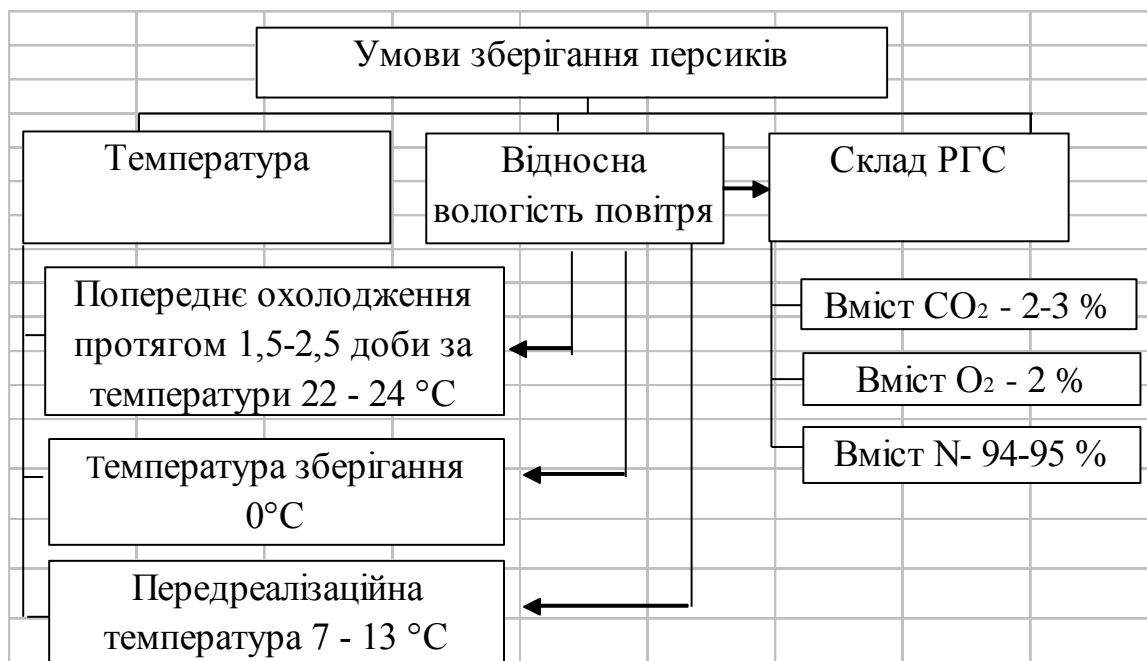 Умови зберігання персиків
Температура
Відносна
вологість повітря
Склад РГС
Попереднє охолодження
протягом 1,5-2,5 доби за
температури 22 - 24 °С
Температура зберігання
0°С
Передреалізаційна
температура 7 - 13 °С
Вміст CO₂ - 2-3 %
Вміст O₂ - 2 %
Вміст N- 94-95 %